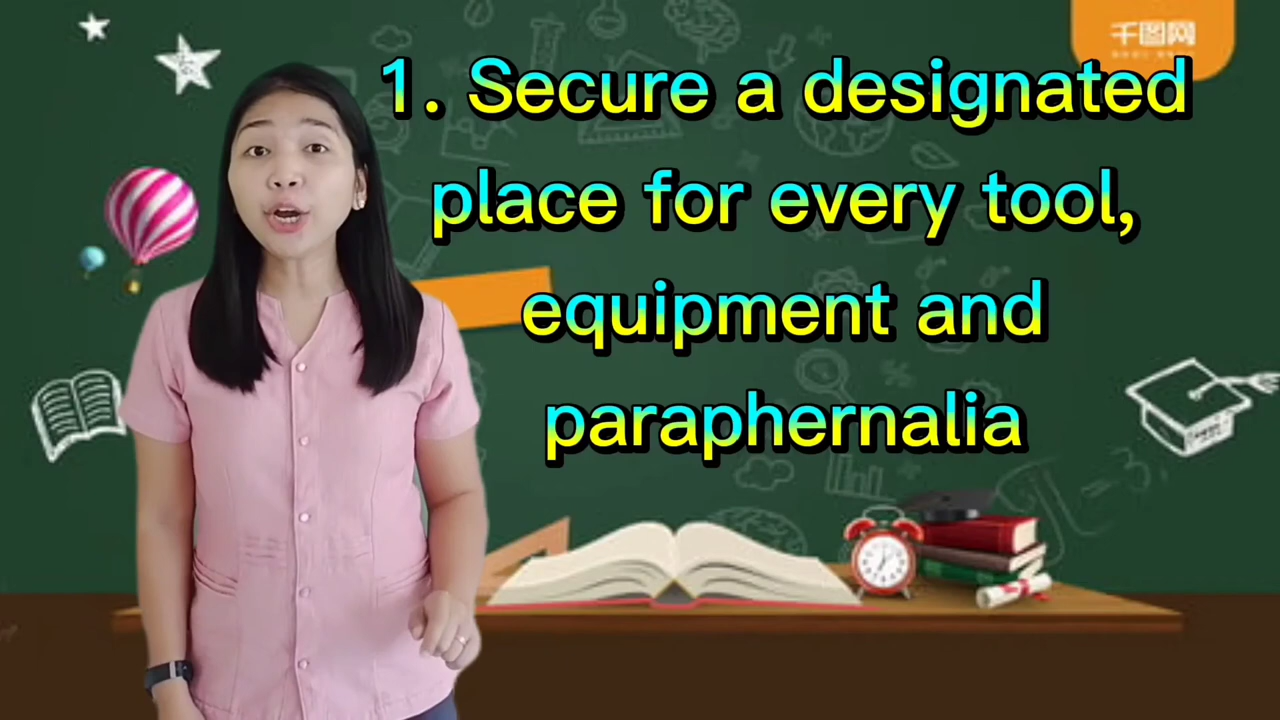 千图网
1. Secure a designated
place for every tool,
equipment and
paraphernalia